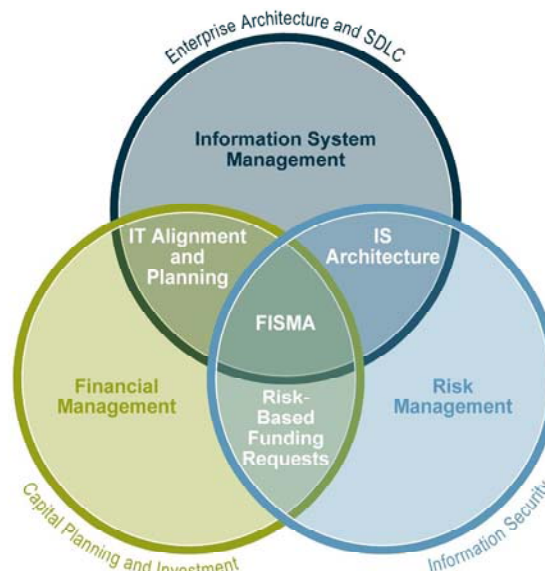 Enterprise Architecture and SDLC
Information System
Management
IT Alignment
and
Planning
IS
Architecture
FISMA
Financial
Management
Risk-
Based
Funding
Requests
Risk
Management
Capital Planning and Investment
Information Security